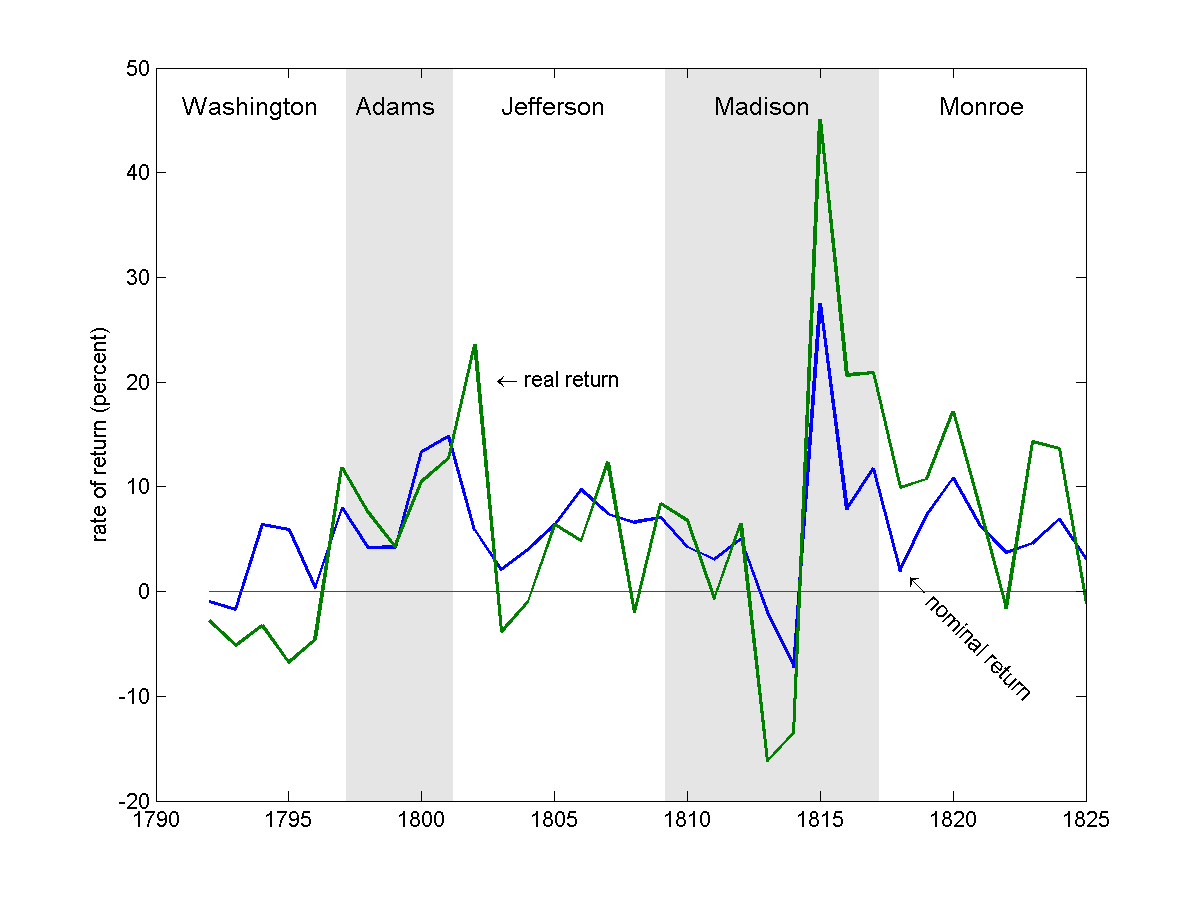 50
Washington Adams Jefferson Madison Monroe
40
30
rate of return (percent)
20
← real return
10
0
↖ nominal return
-10
-20
1790 1795 1800 1805 1810 1815 1820 1825